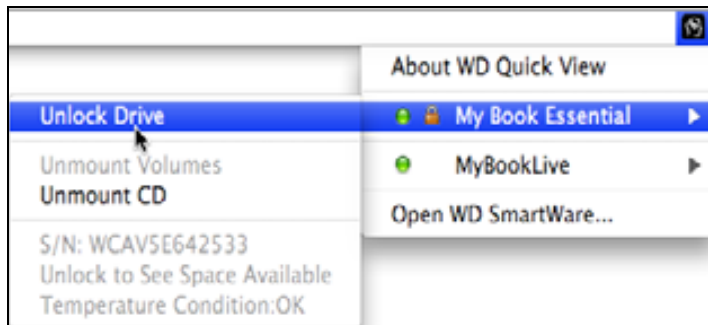 About WD Quick View
My Book Essential
MyBookLive
Open WD SmartWare...
Unlock Drive
Unmount Volumes
Unmount CD
S/N: WCAV5E642533
Unlock to See Space Available
Temperature Condition:OK